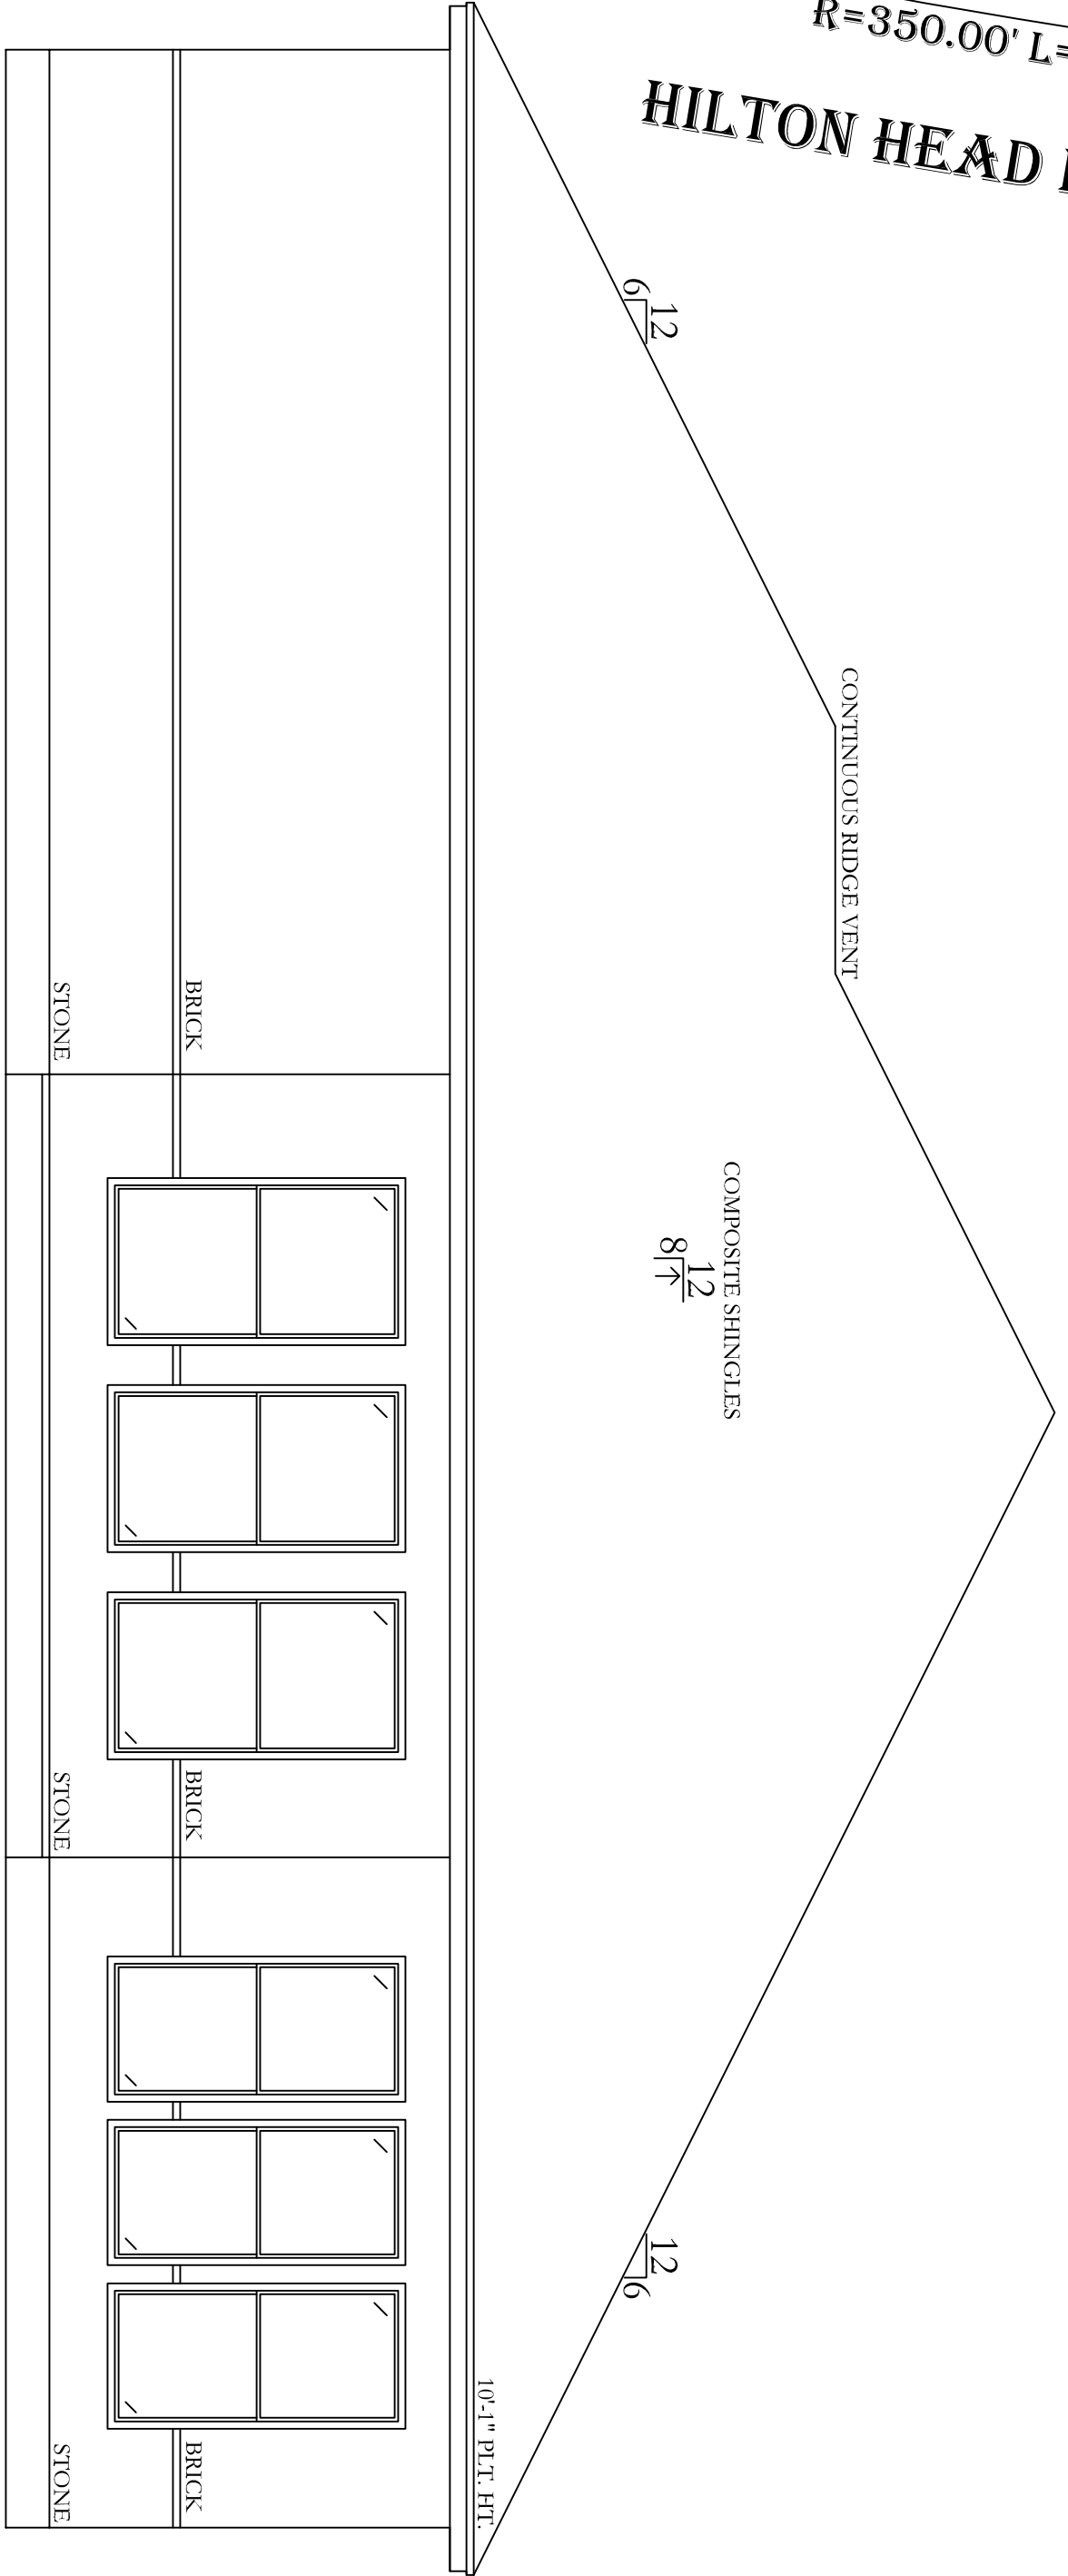 R=350.00' L=
HILTON HEAD
12
6
CONTINUOUS RIDGE VENT
COMPOSITE SHINGLES
12
8
12
6
10'-1" PLT. HT.
BRICK
BRICK
BRICK
STONE
STONE
STONE